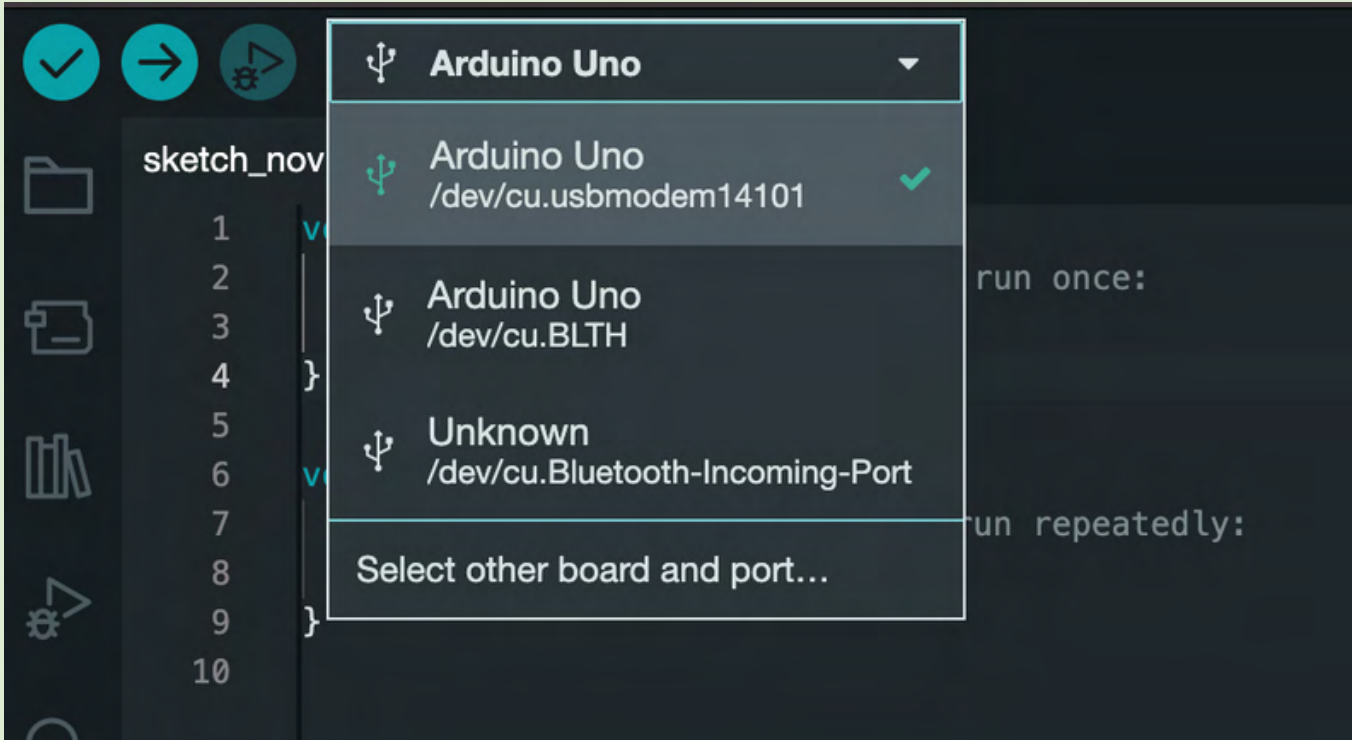 Arduino Uno
Arduino Uno
/dev/cu.usbmodem14101
Arduino Uno
/dev/cu.BLTH
Unknown
/dev/cu.Bluetooth-Incoming-Port
Select other board and port...
sketch_nov
1
2 run once:
3
4 }
5
6
7 run repeatedly:
8
9 }
10